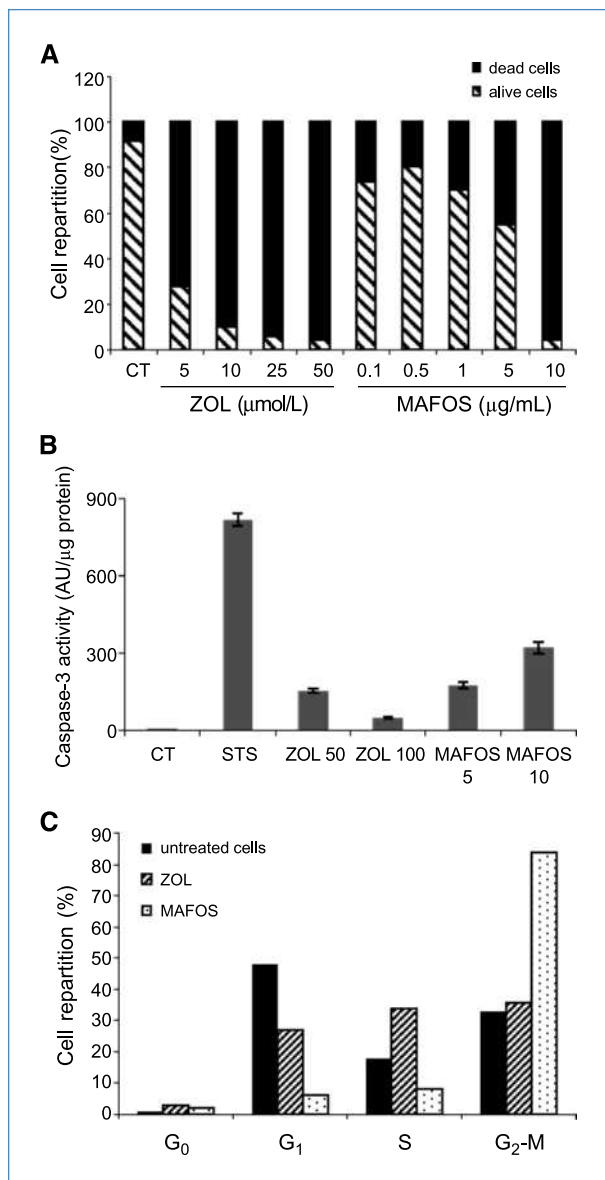 A
dead cells
alive cells
Cell repartition(%)
120
100
80
60
40
20
0
CT 5 10 25 50 0.1 0.5 1 5 10
ZOL (μmol/L) MAFOS (μg/mL)
B
Caspase-3 activity (AU/μg protein)
900
600
300
0
CT STS ZOL 50 ZOL 100 MAFOS 5 MAFOS 10
C
untreated cells
ZOL
MAFOS
Cell repartition (%)
90
80
70
60
50
40
30
20
10
0
G₀ G₁ S G₂-M